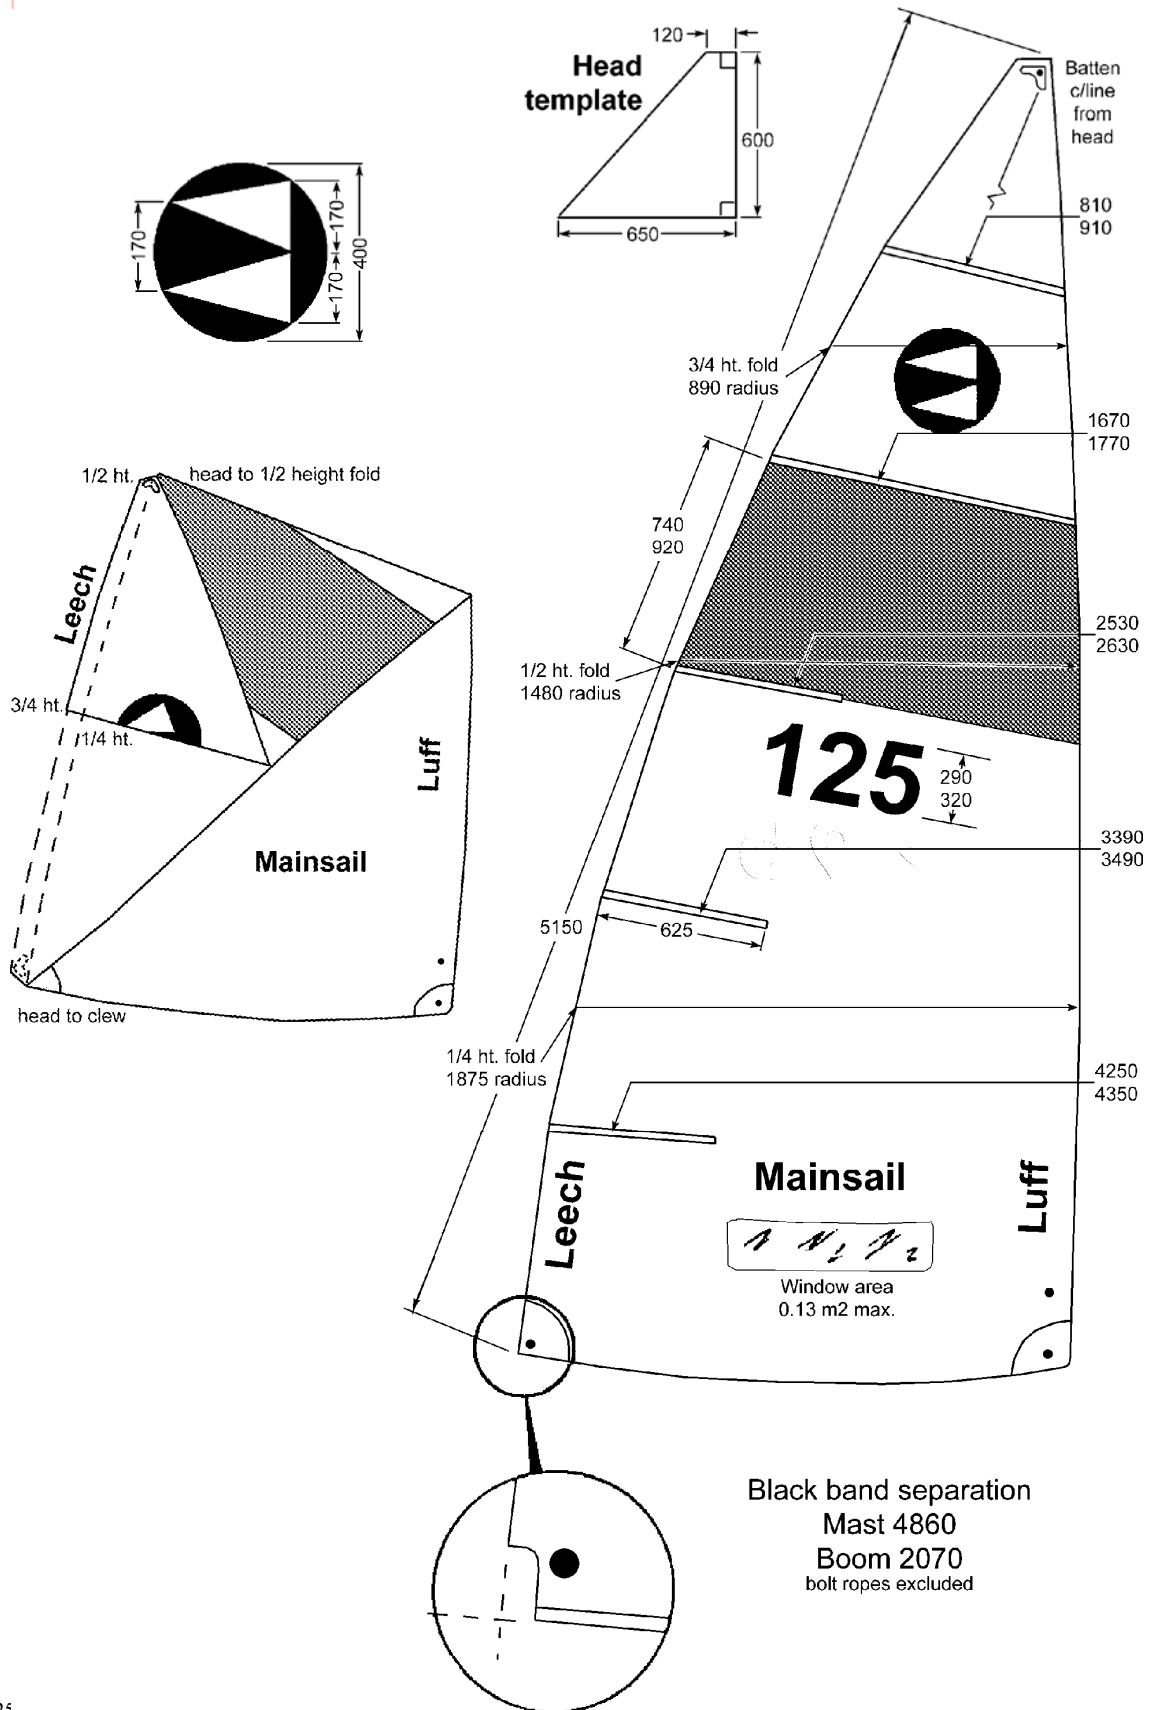 120
Head
template
600
650
Batten
c/line
from
head
810
910
170
170
170
400
3/4 ht. fold
890 radius
1670
1770
1/2 ht.
head to 1/2 height fold
Leech
740
920
2530
2630
1/2 ht. fold
1480 radius
3/4 ht.
1/4 ht.
Luff
125
290
320
Mainsail
3390
3490
5150
625
head to clew
1/4 ht. fold
1875 radius
4250
4350
Leech
Mainsail
Luff
Window area
0.13 m2 max.
Black band separation
Mast 4860
Boom 2070
bolt ropes excluded